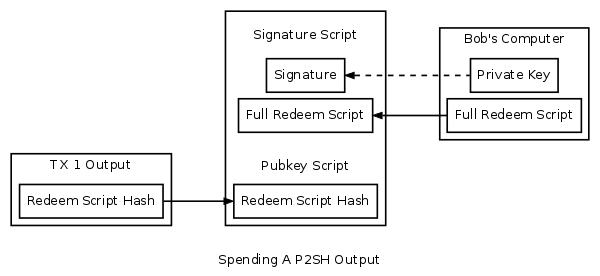 Signature Script
Bob's Computer
Signature
Private Key
Full Redeem Script
Full Redeem Script
TX 1 Output
Pubkey Script
Redeem Script Hash
Redeem Script Hash
Spending A P2SH Output